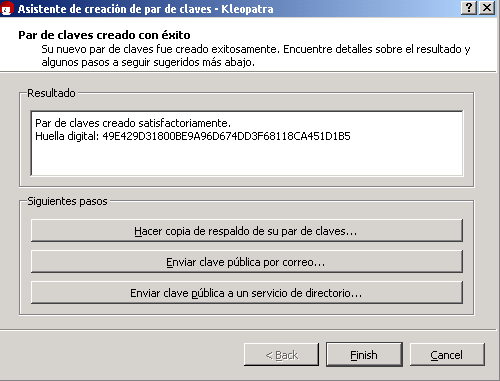 Asistente de creación de par de claves - Kleopatra
Par de claves creado con éxito
Su nuevo par de claves fue creado exitosamente. Encuentre detalles sobre el resultado y
algunos pasos a seguir sugeridos más abajo.
Resultado
Par de claves creado satisfactoriamente.
Huella digital: 49E429D31800BE9A96D674DD3F68118CA451D1B5
Siguientes pasos
Hacer copia de respaldo de su par de claves...
Enviar clave pública por correo...
Enviar clave pública a un servicio de directorio...
< Back
Finish
Cancel